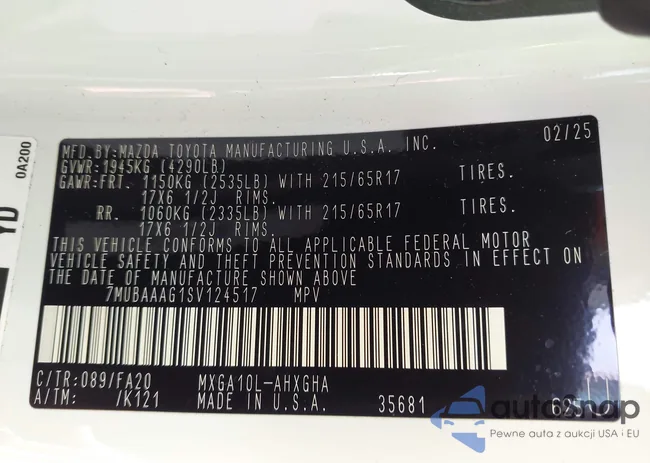 0A200
YD
MFD.BY:MAZDA TOYOTA MANUFACTURING U.S.A. INC. 02/25
GVWR:1945KG (4290LB)
GAWR:FRT. 1150KG (2535LB) WITH 215/65R17 TIRES.
17X6 1/2J RIMS.
RR. 1060KG (2335LB) WITH 215/65R17 TIRES.
17X6 1/2J RIMS.
THIS VEHICLE CONFORMS TO ALL APPLICABLE FEDERAL MOTOR
VEHICLE SAFETY AND THEFT PREVENTION STANDARDS IN EFFECT ON
THE DATE OF MANUFACTURE SHOWN ABOVE
7MUBAAAG1SV124517 MPV
C/TR:089/FA20 MXGA10L-AHXGHA
A/TM: /K121 MADE IN U.S.A. 35681
autoSnap
Pewne auta z aukcji USA i EU